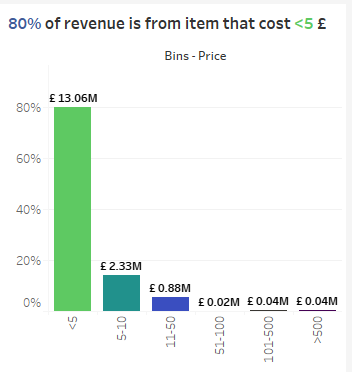 80% of revenue is from item that cost <5 £
Bins - Price
£ 13.06M
80%
60%
40%
£ 2.33M
20%
£ 0.88M
£ 0.02M £ 0.04M £ 0.04M
0%
<5
5-10
11-50
51-100
101-500
>500